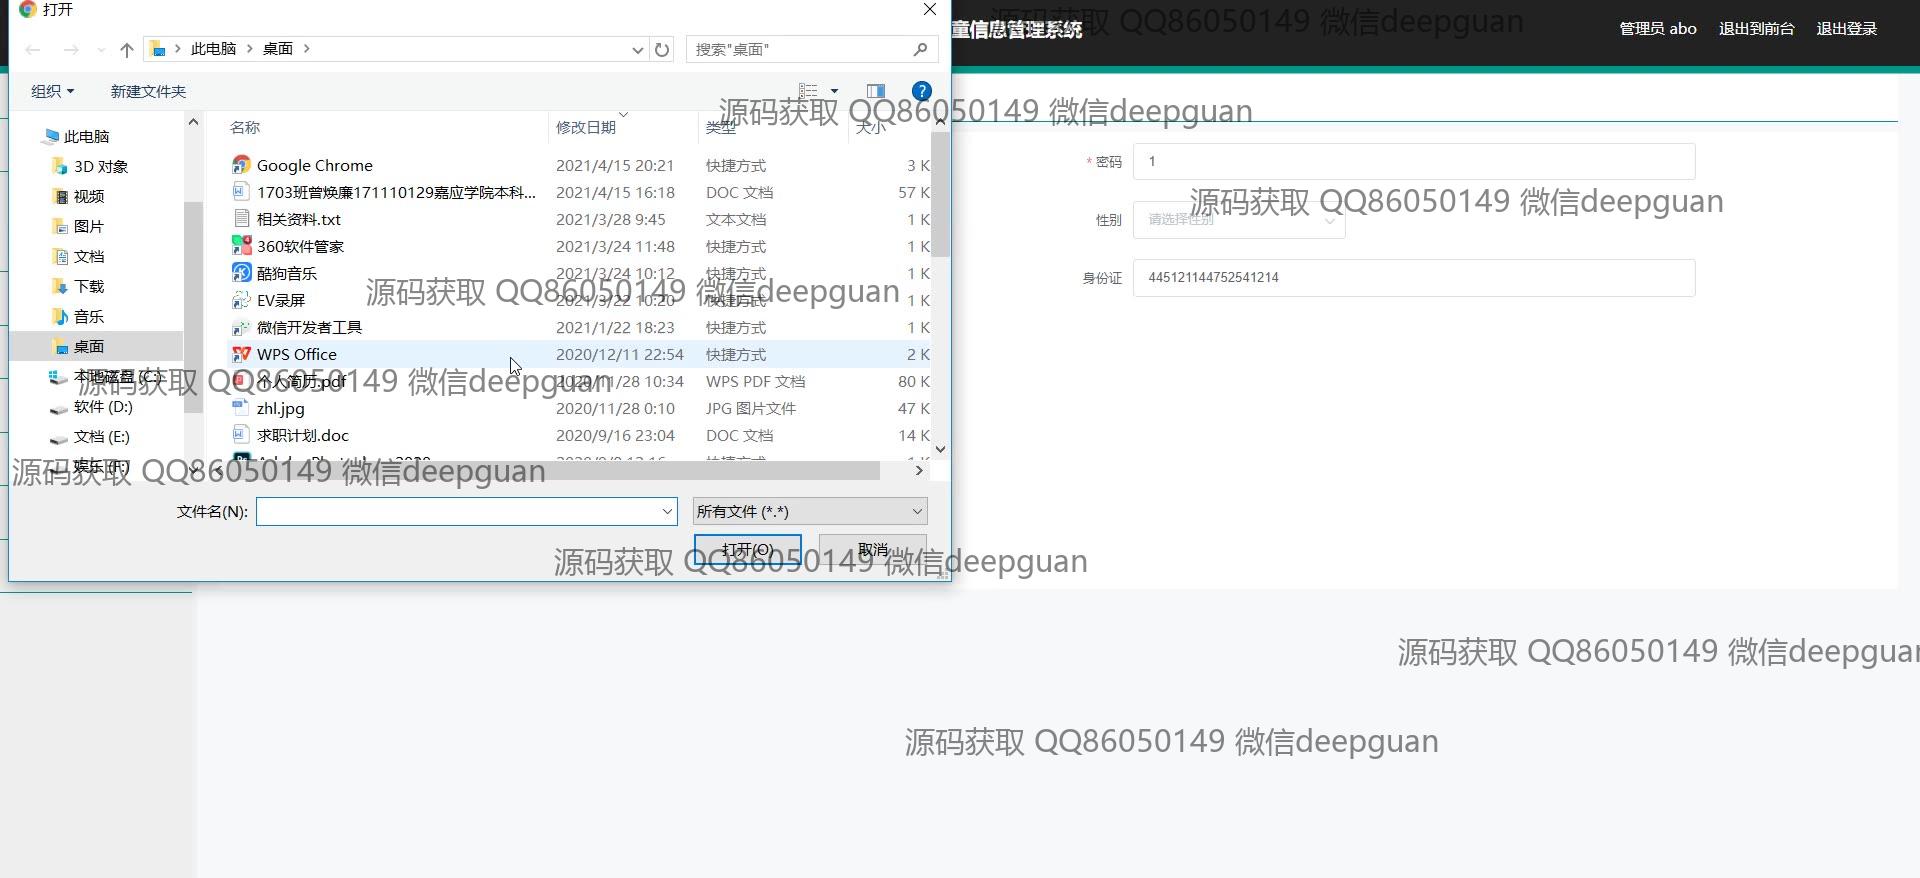 打开
童信息管理系统
源码获取 QQ86050149 微信deepguan
管理员 abo
退出到前台
退出登录
此电脑 桌面
搜索"桌面"
组织
新建文件夹
源码获取 QQ86050149 微信deepguan
名称
修改日期
类型
大小
此电脑
3D 对象
视频
图片
文档
下载
音乐
桌面
本地磁盘 (C:)
软件 (D:)
文档 (E:)
娱乐 (F:)
Google Chrome 2021/4/15 20:21 快捷方式 3 K
1703班曾焕廉171110129嘉应学院本科... 2021/4/15 16:18 DOC 文档 57 K
相关资料.txt 2021/3/28 9:45 文本文档 1 K
360软件管家 2021/3/24 11:48 快捷方式 1 K
酷狗音乐 2021/3/24 10:12 快捷方式 1 K
EV录屏 2021/3/22 10:20 快捷方式 1 K
微信开发者工具 2021/1/22 18:23 快捷方式 1 K
WPS Office 2020/12/11 22:54 快捷方式 2 K
个人简历.pdf 2020/11/28 10:34 WPS PDF 文档 80 K
zhl.jpg 2020/11/28 0:10 JPG 图片文件 47 K
求职计划.doc 2020/9/16 23:04 DOC 文档 14 K
* 密码 1
源码获取 QQ86050149 微信deepguan
性别 请选择性别
身份证 445121144752541214
源码获取 QQ86050149 微信deepguan
源码获取 QQ86050149 微信deepguan
源码获取 QQ86050149 微信deepguan
文件名(N):
所有文件 (*.*)
打开(O)
取消
源码获取 QQ86050149 微信deepguan
源码获取 QQ86050149 微信deepguan
源码获取 QQ86050149 微信deepguan